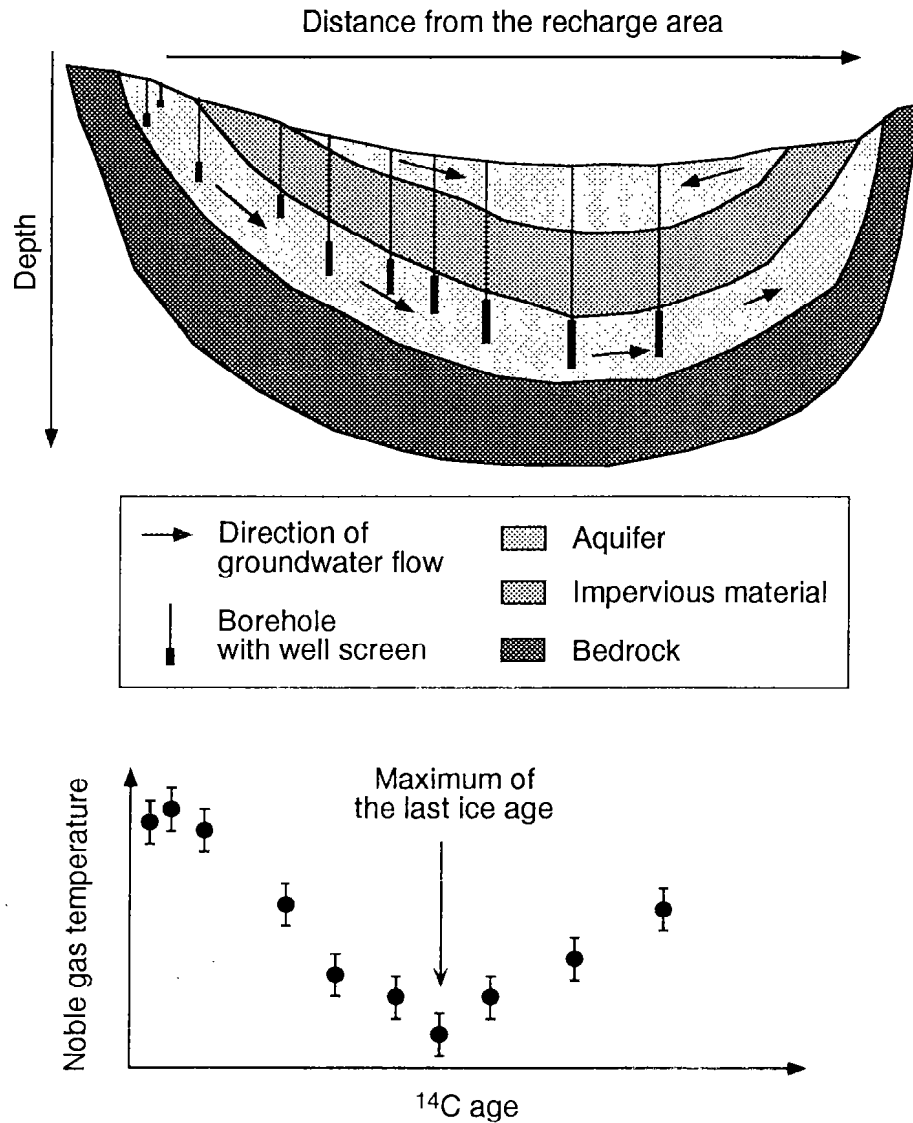 Distance from the recharge area
Depth
Direction of
groundwater flow
Borehole
with well screen
Aquifer
Impervious material
Bedrock
Noble gas temperature
Maximum of
the last ice age
¹⁴C age